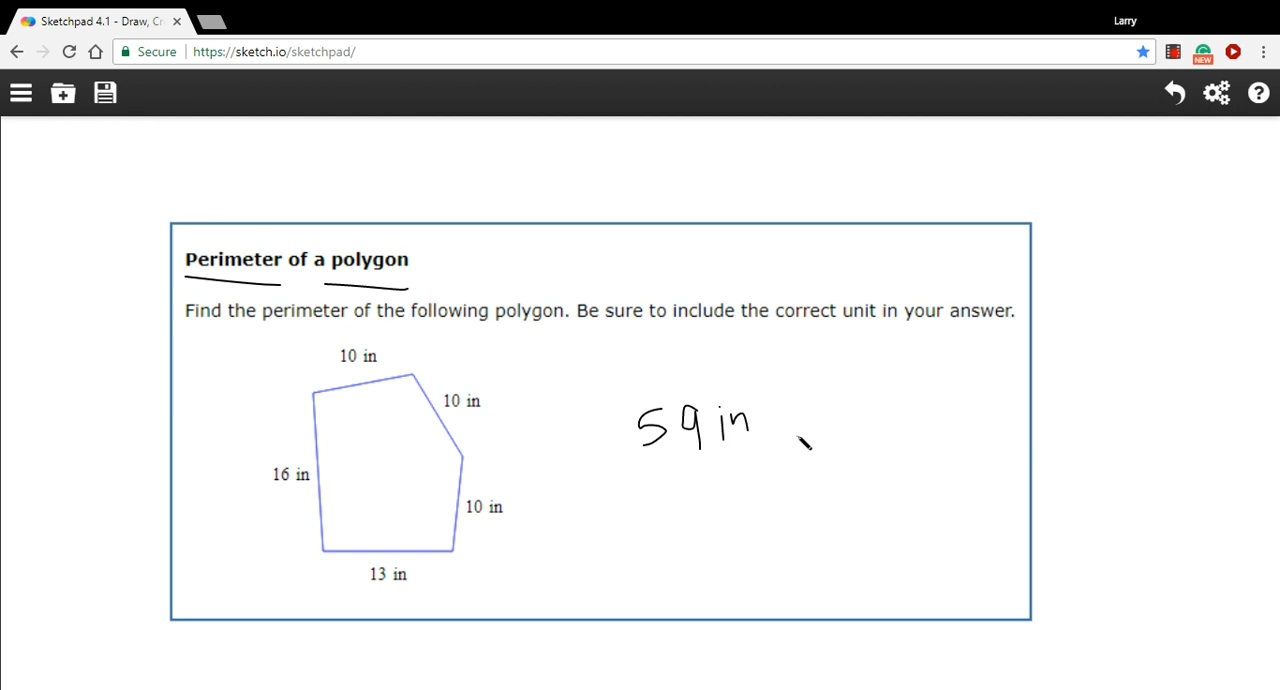 Sketchpad 4.1 - Draw, Cr
Larry
Secure
https://sketch.io/sketchpad/
NEW
Perimeter of a polygon
Find the perimeter of the following polygon. Be sure to include the correct unit in your answer.
10 in
10 in
59 in
16 in
10 in
13 in